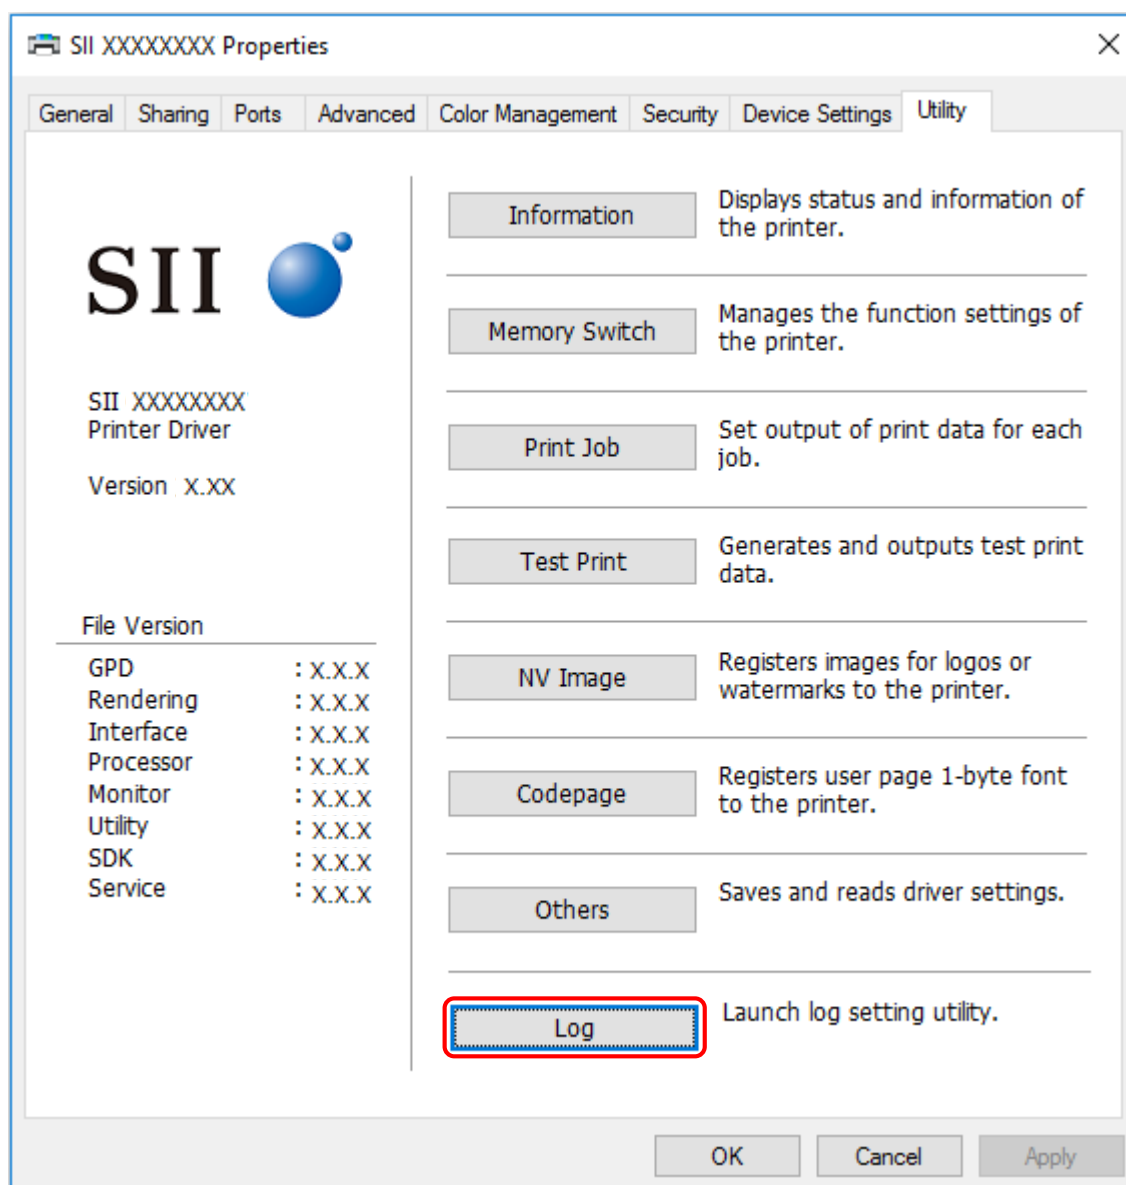 SII XXXXXXXX Properties
General Sharing Ports Advanced Color Management Security Device Settings Utility
SII
SII XXXXXXXX
Printer Driver
Version X.XX
File Version
GPD : X.X.X
Rendering : X.X.X
Interface : X.X.X
Processor : X.X.X
Monitor : X.X.X
Utility : X.X.X
SDK : X.X.X
Service : X.X.X
Information
Displays status and information of
the printer.
Memory Switch
Manages the function settings of
the printer.
Print Job
Set output of print data for each
job.
Test Print
Generates and outputs test print
data.
NV Image
Registers images for logos or
watermarks to the printer.
Codepage
Registers user page 1-byte font
to the printer.
Others
Saves and reads driver settings.
Log
Launch log setting utility.
OK Cancel Apply